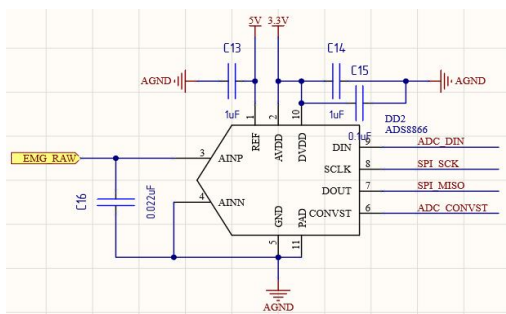 5V 3.3V
C13
C14
C15
AGND
AGND
1uF
1uF
0.1uF
DD2
ADS8866
1
2
10
REF
AVDD
DVDD
EMG_RAW
3
AINP
4
AINN
DIN
9
ADC_DIN
SCLK
8
SPI_SCK
DOUT
7
SPI_MISO
CONVST
6
ADC_CONVST
C16
0.022uF
GND
PAD
5
11
AGND